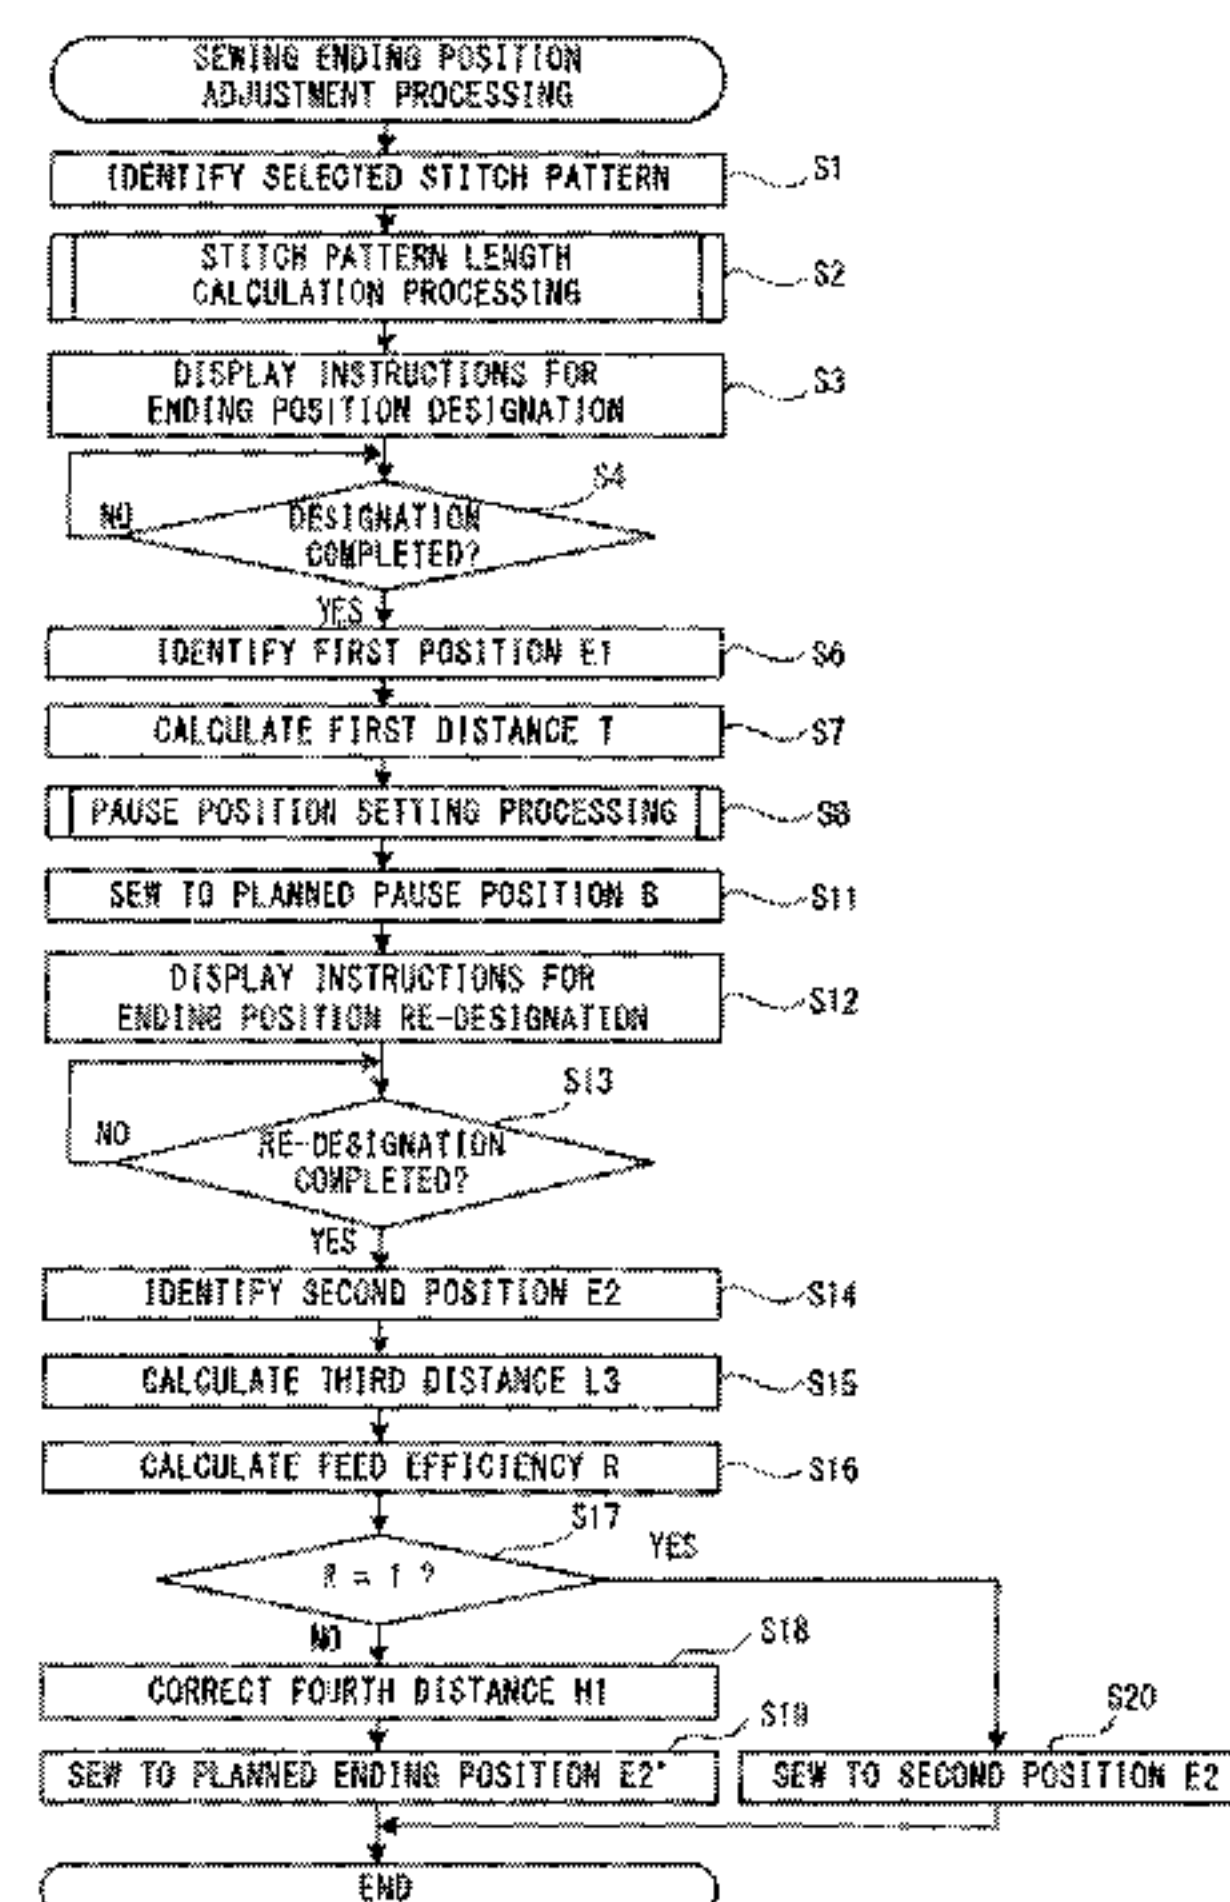 SEWING ENDING POSITION
ADJUSTMENT PROCESSING
IDENTIFY SELECTED STITCH PATTERN
S1
STITCH PATTERN LENGTH
CALCULATION PROCESSING
S2
DISPLAY INSTRUCTIONS FOR
ENDING POSITION DESIGNATION
S3
S4
NO
DESIGNATION
COMPLETED?
YES
IDENTIFY FIRST POSITION E1
S6
CALCULATE FIRST DISTANCE T
S7
PAUSE POSITION SETTING PROCESSING
S8
SEW TO PLANNED PAUSE POSITION B
S11
DISPLAY INSTRUCTIONS FOR
ENDING POSITION RE-DESIGNATION
S12
S13
NO
RE-DESIGNATION
COMPLETED?
YES
IDENTIFY SECOND POSITION E2
S14
CALCULATE THIRD DISTANCE L3
S15
CALCULATE FEED EFFICIENCY R
S16
S17
R = 1 ?
YES
NO
S18
CORRECT FOURTH DISTANCE M1
S19
SEW TO PLANNED ENDING POSITION E2'
S20
SEW TO SECOND POSITION E2
END